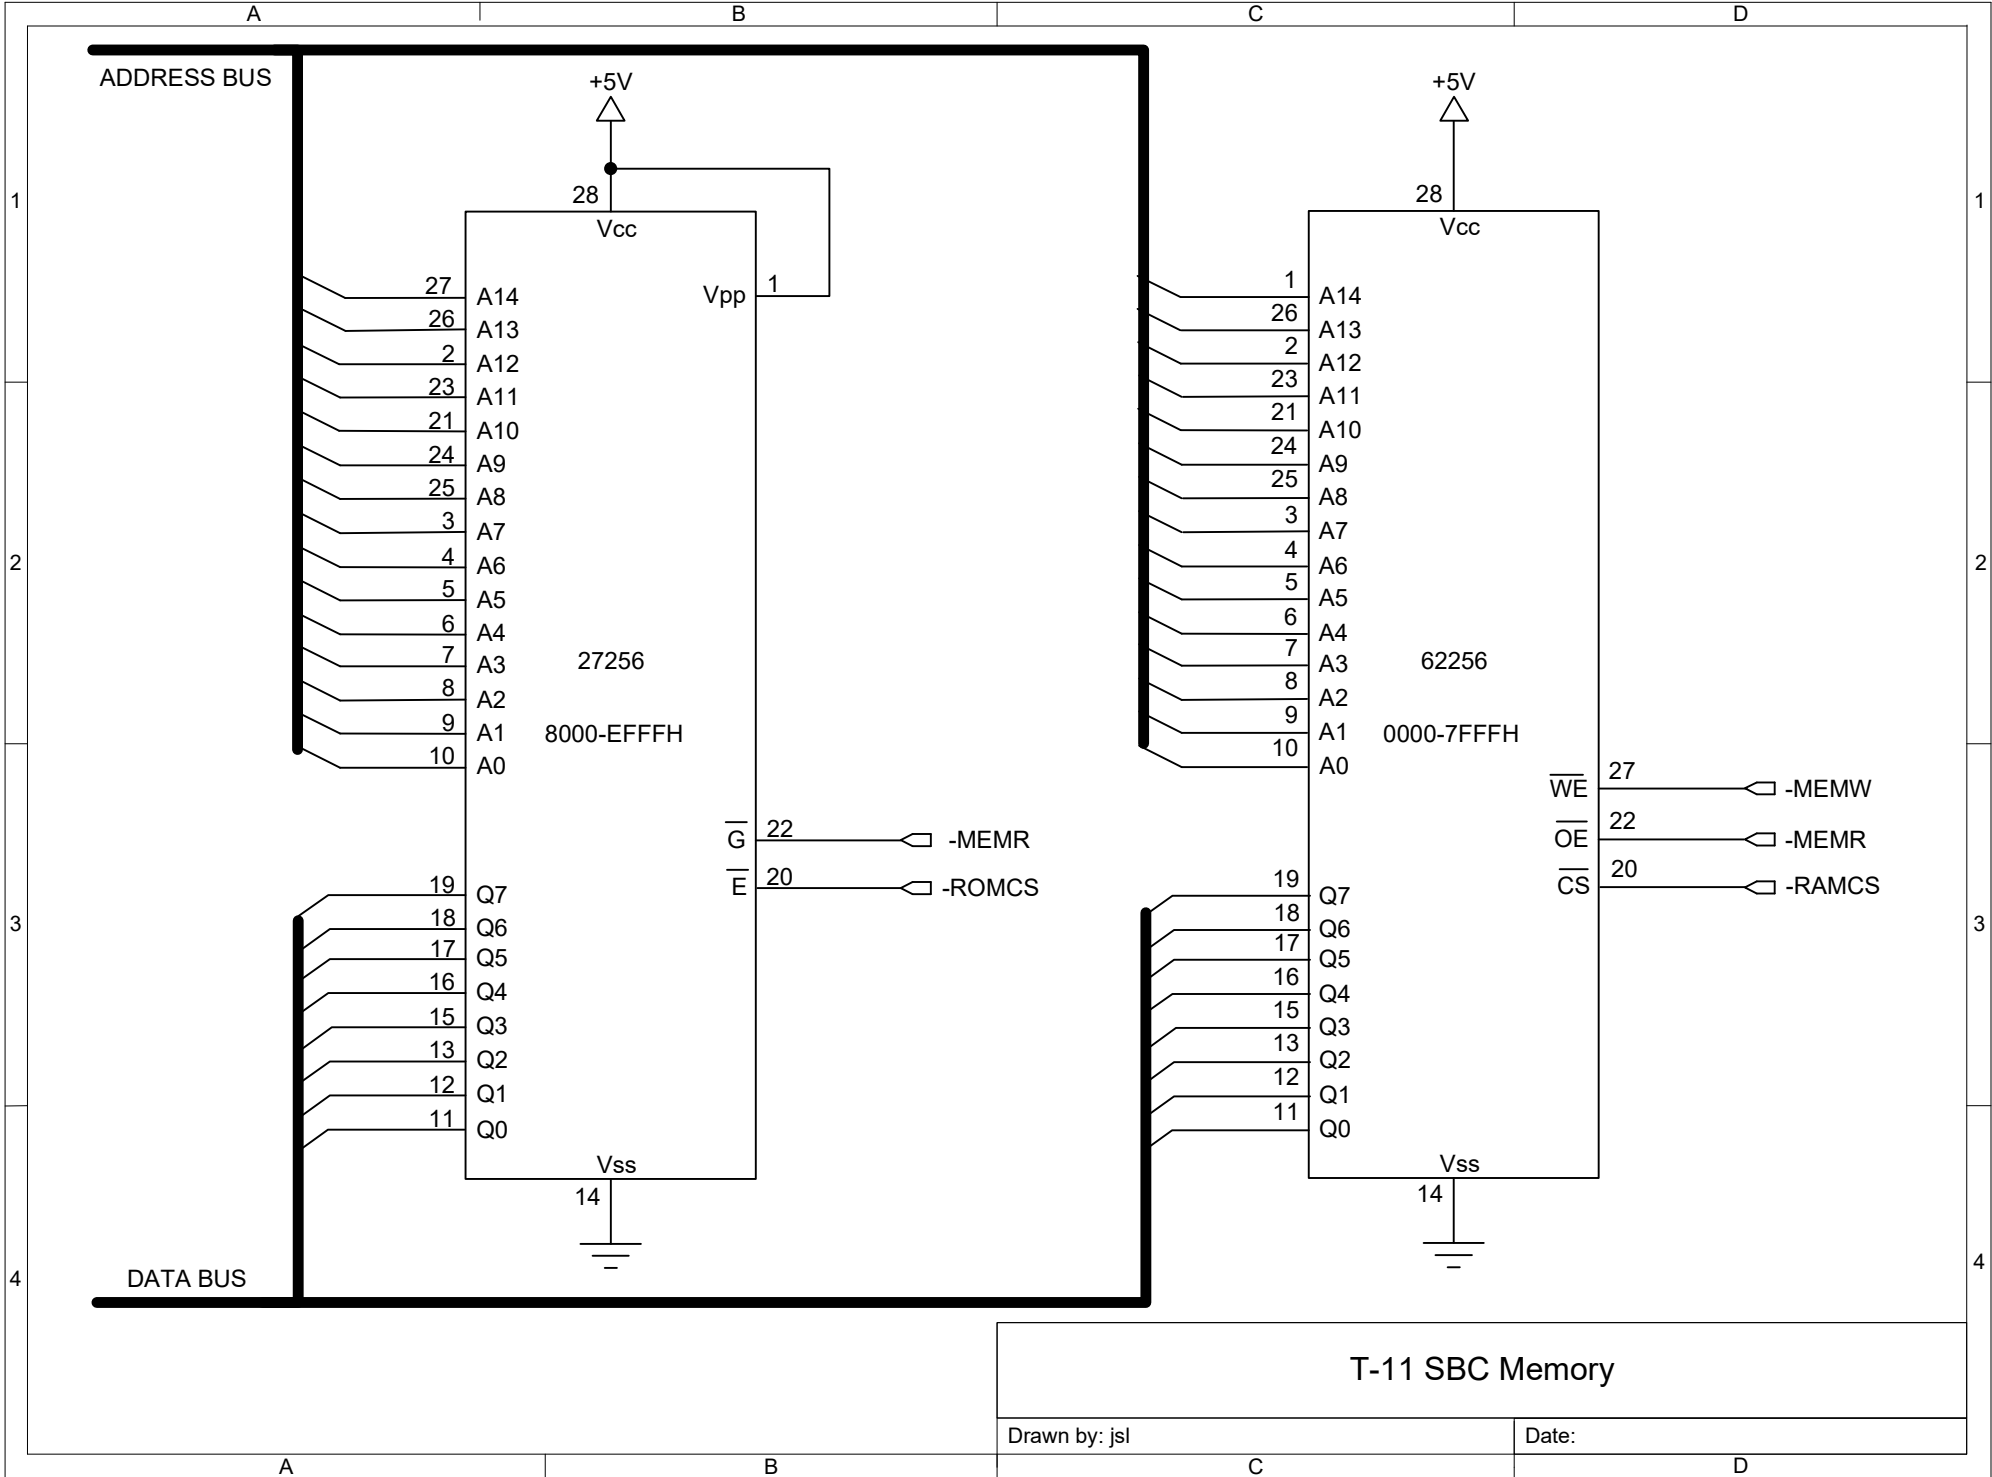 A B C D
ADDRESS BUS
+5V +5V
1 28 28 1
Vcc Vcc
27 A14 Vpp 1 1 A14
26 A13 26 A13
2 A12 2 A12
23 A11 23 A11
21 A10 21 A10
24 A9 24 A9
25 A8 25 A8
3 A7 3 A7
2 4 A6 4 A6 2
5 A5 5 A5
6 A4 6 A4
7 A3 27256 7 A3 62256
8 A2 8 A2
9 A1 8000-EFFFH 9 A1 0000-7FFFH
10 A0 10 A0
WE 27 -MEMW
G 22 -MEMR OE 22 -MEMR
E 20 -ROMCS CS 20 -RAMCS
19 Q7 19 Q7
3 18 Q6 18 Q6 3
17 Q5 17 Q5
16 Q4 16 Q4
15 Q3 15 Q3
13 Q2 13 Q2
12 Q1 12 Q1
11 Q0 11 Q0
Vss Vss
14 14
4 DATA BUS 4
T-11 SBC Memory
Drawn by: jsl Date:
A B C D